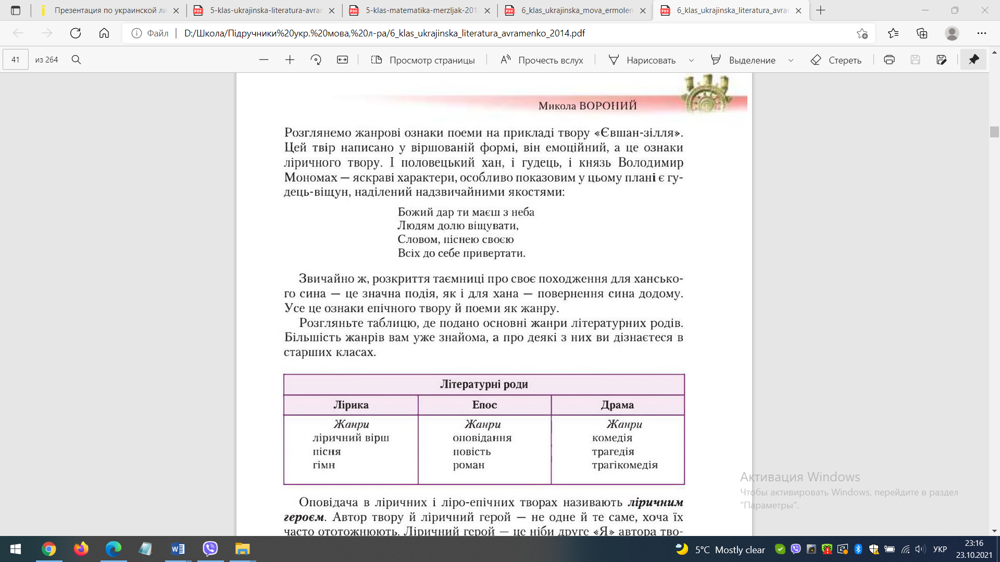 Презентация по украинской ли
5-klas-ukrajinska-literatura-avram
5-klas-matematika-merzljak-201
6_klas_ukrajinska_mova_ermolen
6_klas_ukrajinska_literatura_avram
Файл | D:/Школа/Підручники%20укр.%20мова,%20л-ра/6_klas_ukrajinska_literatura_avramenko_2014.pdf
41 из 264 Просмотр страницы Прочесть вслух Нарисовать Выделение Стереть
Микола ВОРОНИЙ
Розглянемо жанрові ознаки поеми на прикладі твору «Євшан-зілля».
Цей твір написано у віршованій формі, він емоційний, а це ознаки
ліричного твору. І половецький хан, і гудець, і князь Володимир
Мономах — яскраві характери, особливо показовим у цьому плані є гу-
дець-віщун, наділений надзвичайними якостями:
Божий дар ти маєш з неба
Людям долю віщувати,
Словом, піснею своєю
Всіх до себе привертати.
Звичайно ж, розкриття таємниці про своє походження для хансько-
го сина — це значна подія, як і для хана — повернення сина додому.
Усе це ознаки епічного твору й поеми як жанру.
Розгляньте таблицю, де подано основні жанри літературних родів.
Більшість жанрів вам уже знайома, а про деякі з них ви дізнаєтеся в
старших класах.
Літературні роди
Лірика Епос Драма
Жанри Жанри Жанри
ліричний вірш оповідання комедія
пісня повість трагедія
гімн роман трагікомедія
Оповідача в ліричних і ліро-епічних творах називають ліричним
героєм. Автор твору й ліричний герой — не одне й те саме, хоча їх
часто ототожнюють. Ліричний герой — це ніби друге «Я» автора тво-
Активация Windows
Чтобы активировать Windows, перейдите в раздел
"Параметры".
5°C Mostly clear УКР 23:16
23.10.2021